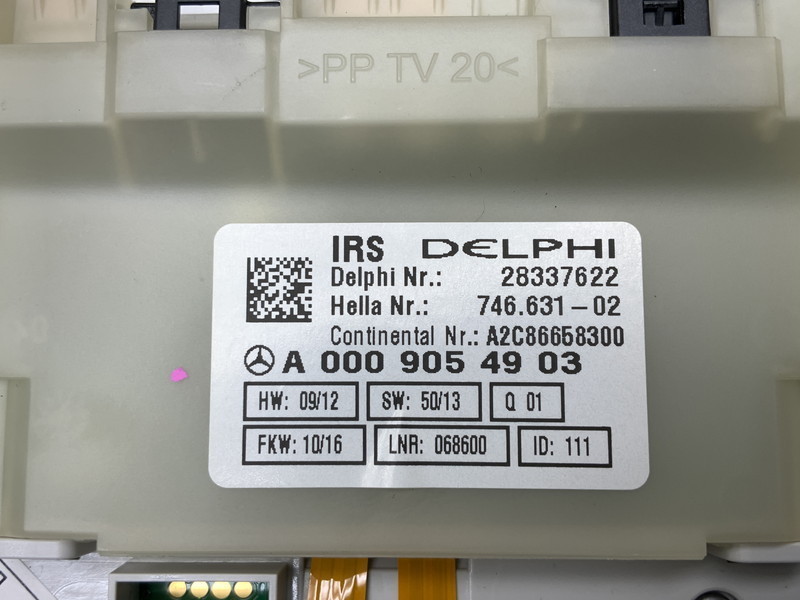 >PP TV 20<
IRS DELPHI
Delphi Nr.: 28337622
Hella Nr.: 746.631-02
Continental Nr.: A2C86658300
A 000 905 49 03
HW: 09/12 SW: 50/13 Q 01
FKW: 10/16 LNR: 068600 ID: 111